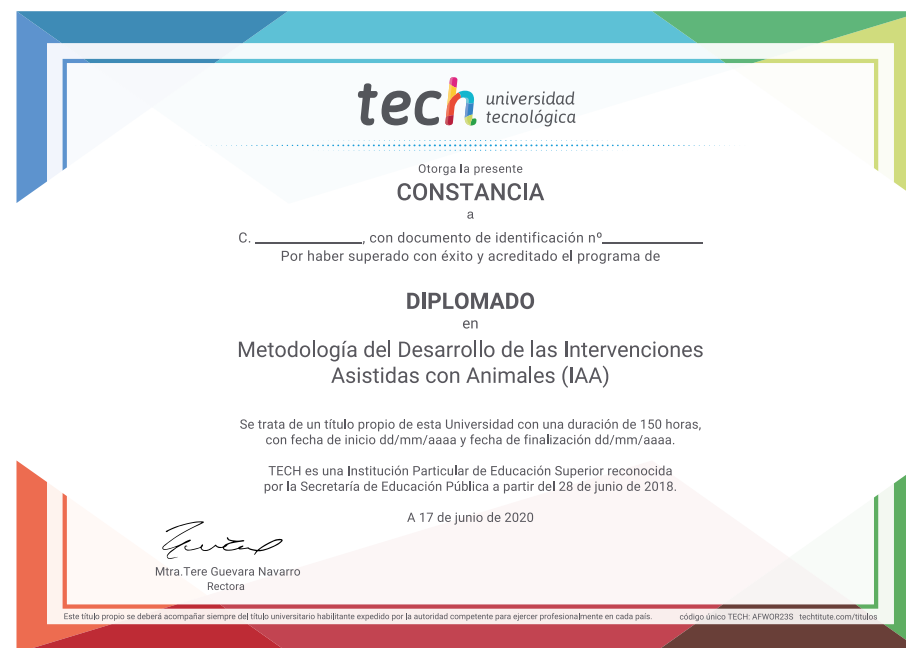 tech universidad
tecnológica
Otorga la presente
CONSTANCIA
a
C. ____________, con documento de identificación nº____________
Por haber superado con éxito y acreditado el programa de
DIPLOMADO
en
Metodología del Desarrollo de las Intervenciones
Asistidas con Animales (IAA)
Se trata de un título propio de esta Universidad con una duración de 150 horas,
con fecha de inicio dd/mm/aaaa y fecha de finalización dd/mm/aaaa.
TECH es una Institución Particular de Educación Superior reconocida
por la Secretaría de Educación Pública a partir del 28 de junio de 2018.
A 17 de junio de 2020
Mtra.Tere Guevara Navarro
Rectora
Este título propio se deberá acompañar siempre del título universitario habilitante expedido por la autoridad competente para ejercer profesionalmente en cada país. código único TECH: AFWOR23S techtitute.com/titulos